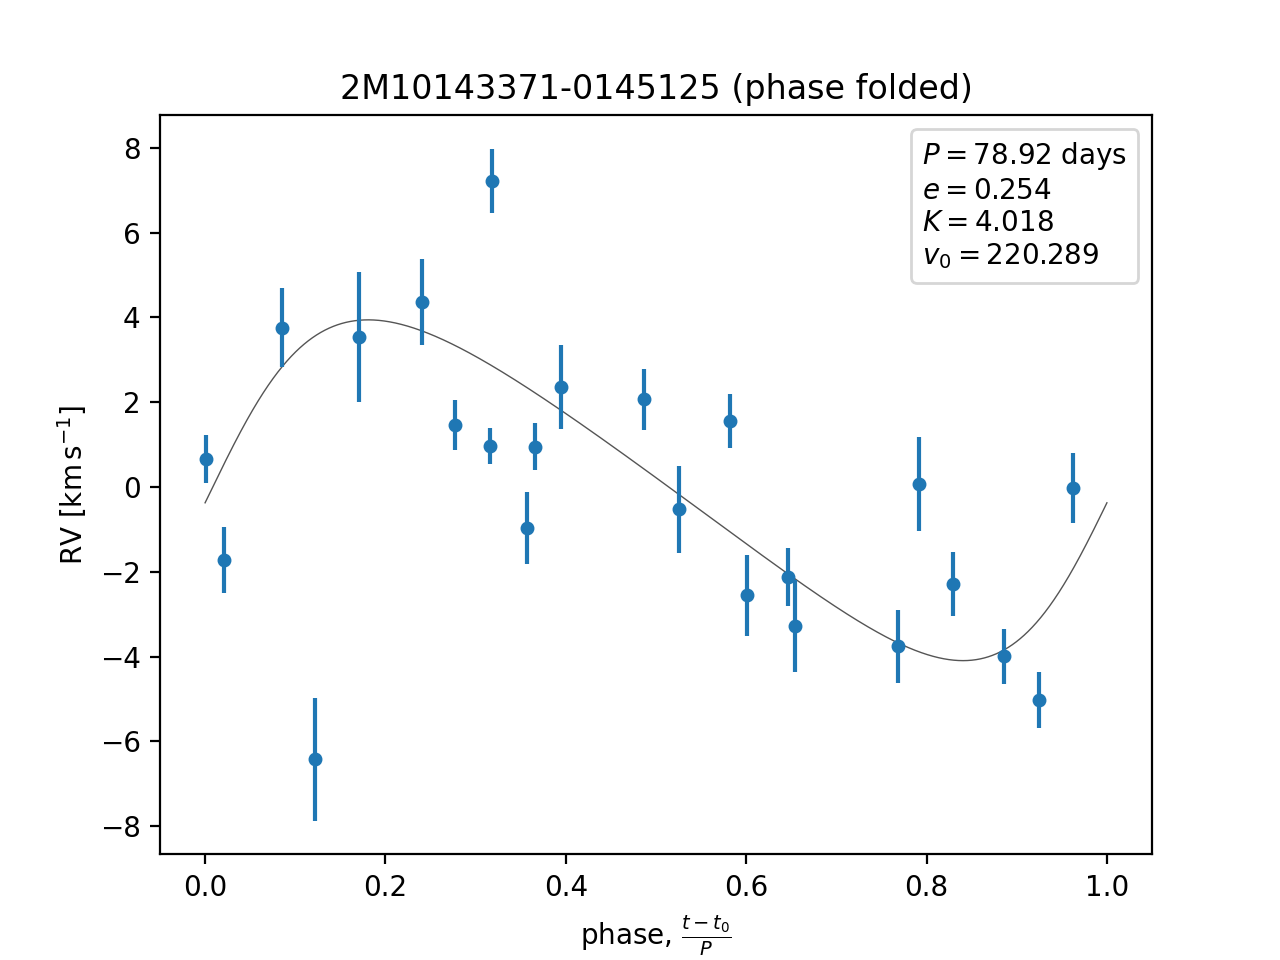 2M10143371-0145125 (phase folded)
P = 78.92 days
e = 0.254
K = 4.018
v₀ = 220.289
8
6
4
2
0
−2
−4
−6
−8
RV [km s⁻¹]
0.0 0.2 0.4 0.6 0.8 1.0
phase, (t − t₀)/P